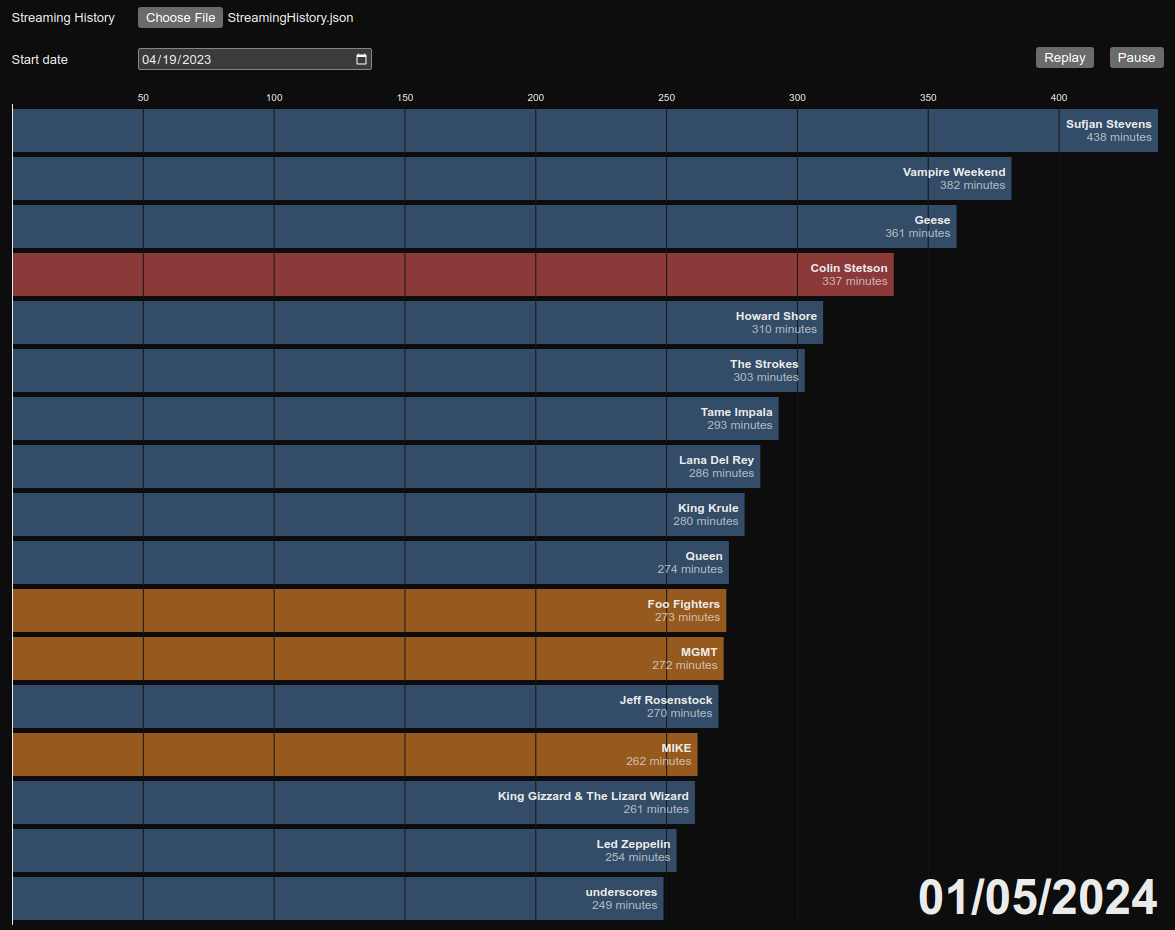 Streaming History Choose File StreamingHistory.json
Start date 04/19/2023 Replay Pause
50 100 150 200 250 300 350 400
Sufjan Stevens
438 minutes
Vampire Weekend
382 minutes
Geese
361 minutes
Colin Stetson
337 minutes
Howard Shore
310 minutes
The Strokes
303 minutes
Tame Impala
293 minutes
Lana Del Rey
286 minutes
King Krule
280 minutes
Queen
274 minutes
Foo Fighters
273 minutes
MGMT
272 minutes
Jeff Rosenstock
270 minutes
MIKE
262 minutes
King Gizzard & The Lizard Wizard
261 minutes
Led Zeppelin
254 minutes
underscores
249 minutes
01/05/2024